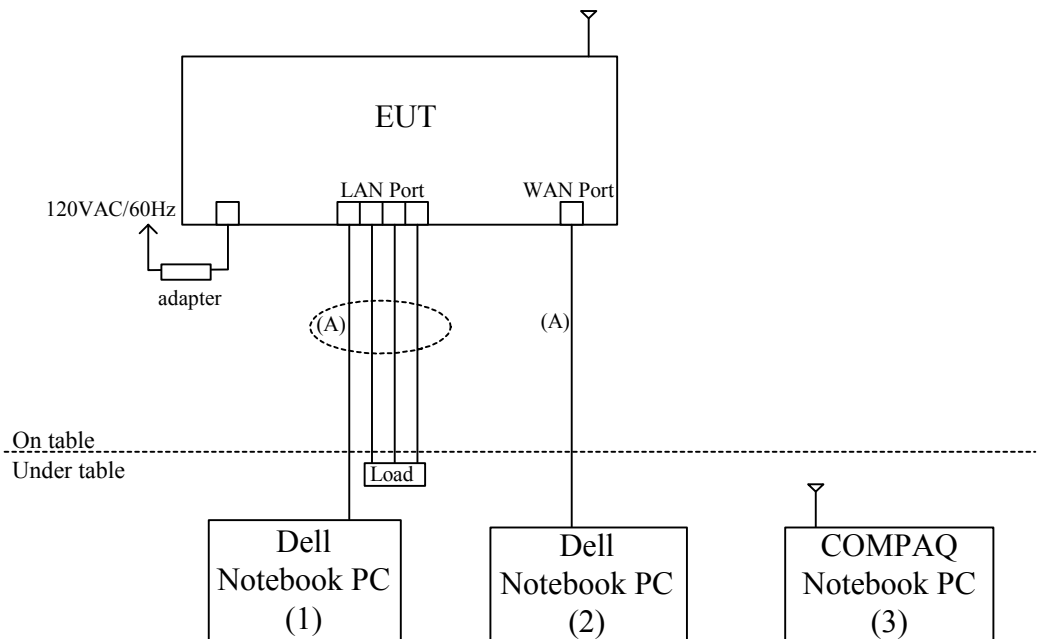 EUT
LAN Port
WAN Port
120VAC/60Hz
adapter
(A)
(A)
On table
Under table
Load
Dell
Notebook PC
(1)
Dell
Notebook PC
(2)
COMPAQ
Notebook PC
(3)